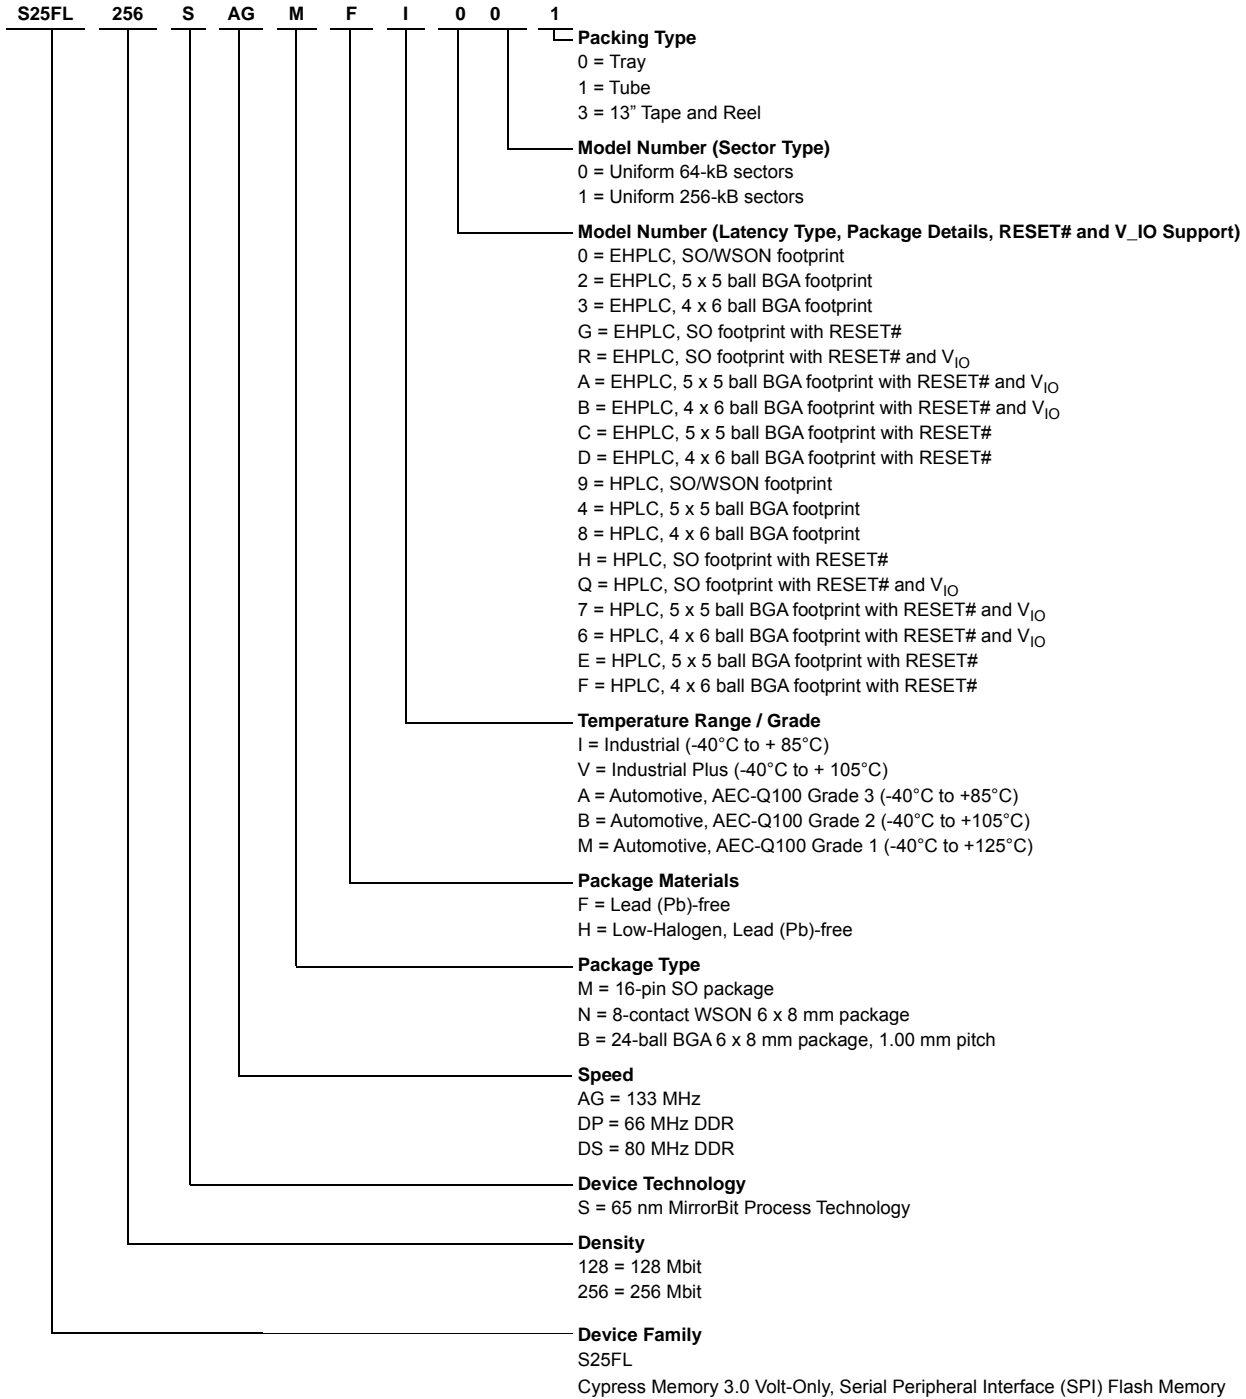 S25FL 256 S AG M F I 0 0 1
Packing Type
0 = Tray
1 = Tube
3 = 13” Tape and Reel
Model Number (Sector Type)
0 = Uniform 64-kB sectors
1 = Uniform 256-kB sectors
Model Number (Latency Type, Package Details, RESET# and V_IO Support)
0 = EHPLC, SO/WSON footprint
2 = EHPLC, 5 x 5 ball BGA footprint
3 = EHPLC, 4 x 6 ball BGA footprint
G = EHPLC, SO footprint with RESET#
R = EHPLC, SO footprint with RESET# and VIO
A = EHPLC, 5 x 5 ball BGA footprint with RESET# and VIO
B = EHPLC, 4 x 6 ball BGA footprint with RESET# and VIO
C = EHPLC, 5 x 5 ball BGA footprint with RESET#
D = EHPLC, 4 x 6 ball BGA footprint with RESET#
9 = HPLC, SO/WSON footprint
4 = HPLC, 5 x 5 ball BGA footprint
8 = HPLC, 4 x 6 ball BGA footprint
H = HPLC, SO footprint with RESET#
Q = HPLC, SO footprint with RESET# and VIO
7 = HPLC, 5 x 5 ball BGA footprint with RESET# and VIO
6 = HPLC, 4 x 6 ball BGA footprint with RESET# and VIO
E = HPLC, 5 x 5 ball BGA footprint with RESET#
F = HPLC, 4 x 6 ball BGA footprint with RESET#
Temperature Range / Grade
I = Industrial (-40°C to + 85°C)
V = Industrial Plus (-40°C to + 105°C)
A = Automotive, AEC-Q100 Grade 3 (-40°C to +85°C)
B = Automotive, AEC-Q100 Grade 2 (-40°C to +105°C)
M = Automotive, AEC-Q100 Grade 1 (-40°C to +125°C)
Package Materials
F = Lead (Pb)-free
H = Low-Halogen, Lead (Pb)-free
Package Type
M = 16-pin SO package
N = 8-contact WSON 6 x 8 mm package
B = 24-ball BGA 6 x 8 mm package, 1.00 mm pitch
Speed
AG = 133 MHz
DP = 66 MHz DDR
DS = 80 MHz DDR
Device Technology
S = 65 nm MirrorBit Process Technology
Density
128 = 128 Mbit
256 = 256 Mbit
Device Family
S25FL
Cypress Memory 3.0 Volt-Only, Serial Peripheral Interface (SPI) Flash Memory